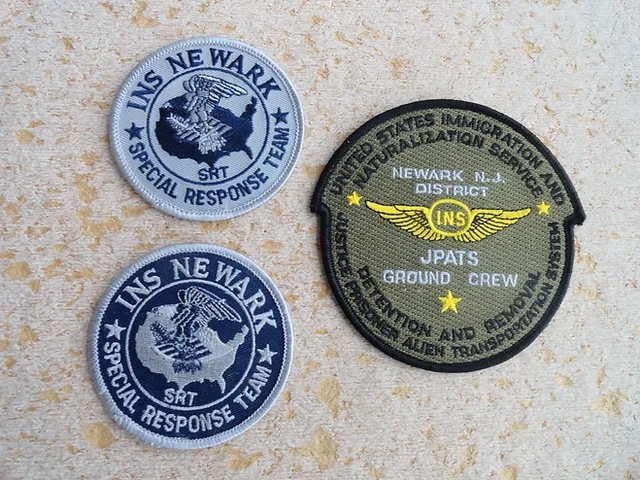 INS NEWARK
SRT
SPECIAL RESPONSE TEAM
INS NEWARK
SRT
SPECIAL RESPONSE TEAM
UNITED STATES IMMIGRATION AND
NATURALIZATION SERVICE
NEWARK N.J.
DISTRICT
INS
JPATS
GROUND CREW
DETENTION AND REMOVAL
JUSTICE PRISONER ALIEN TRANSPORTATION SYSTEM